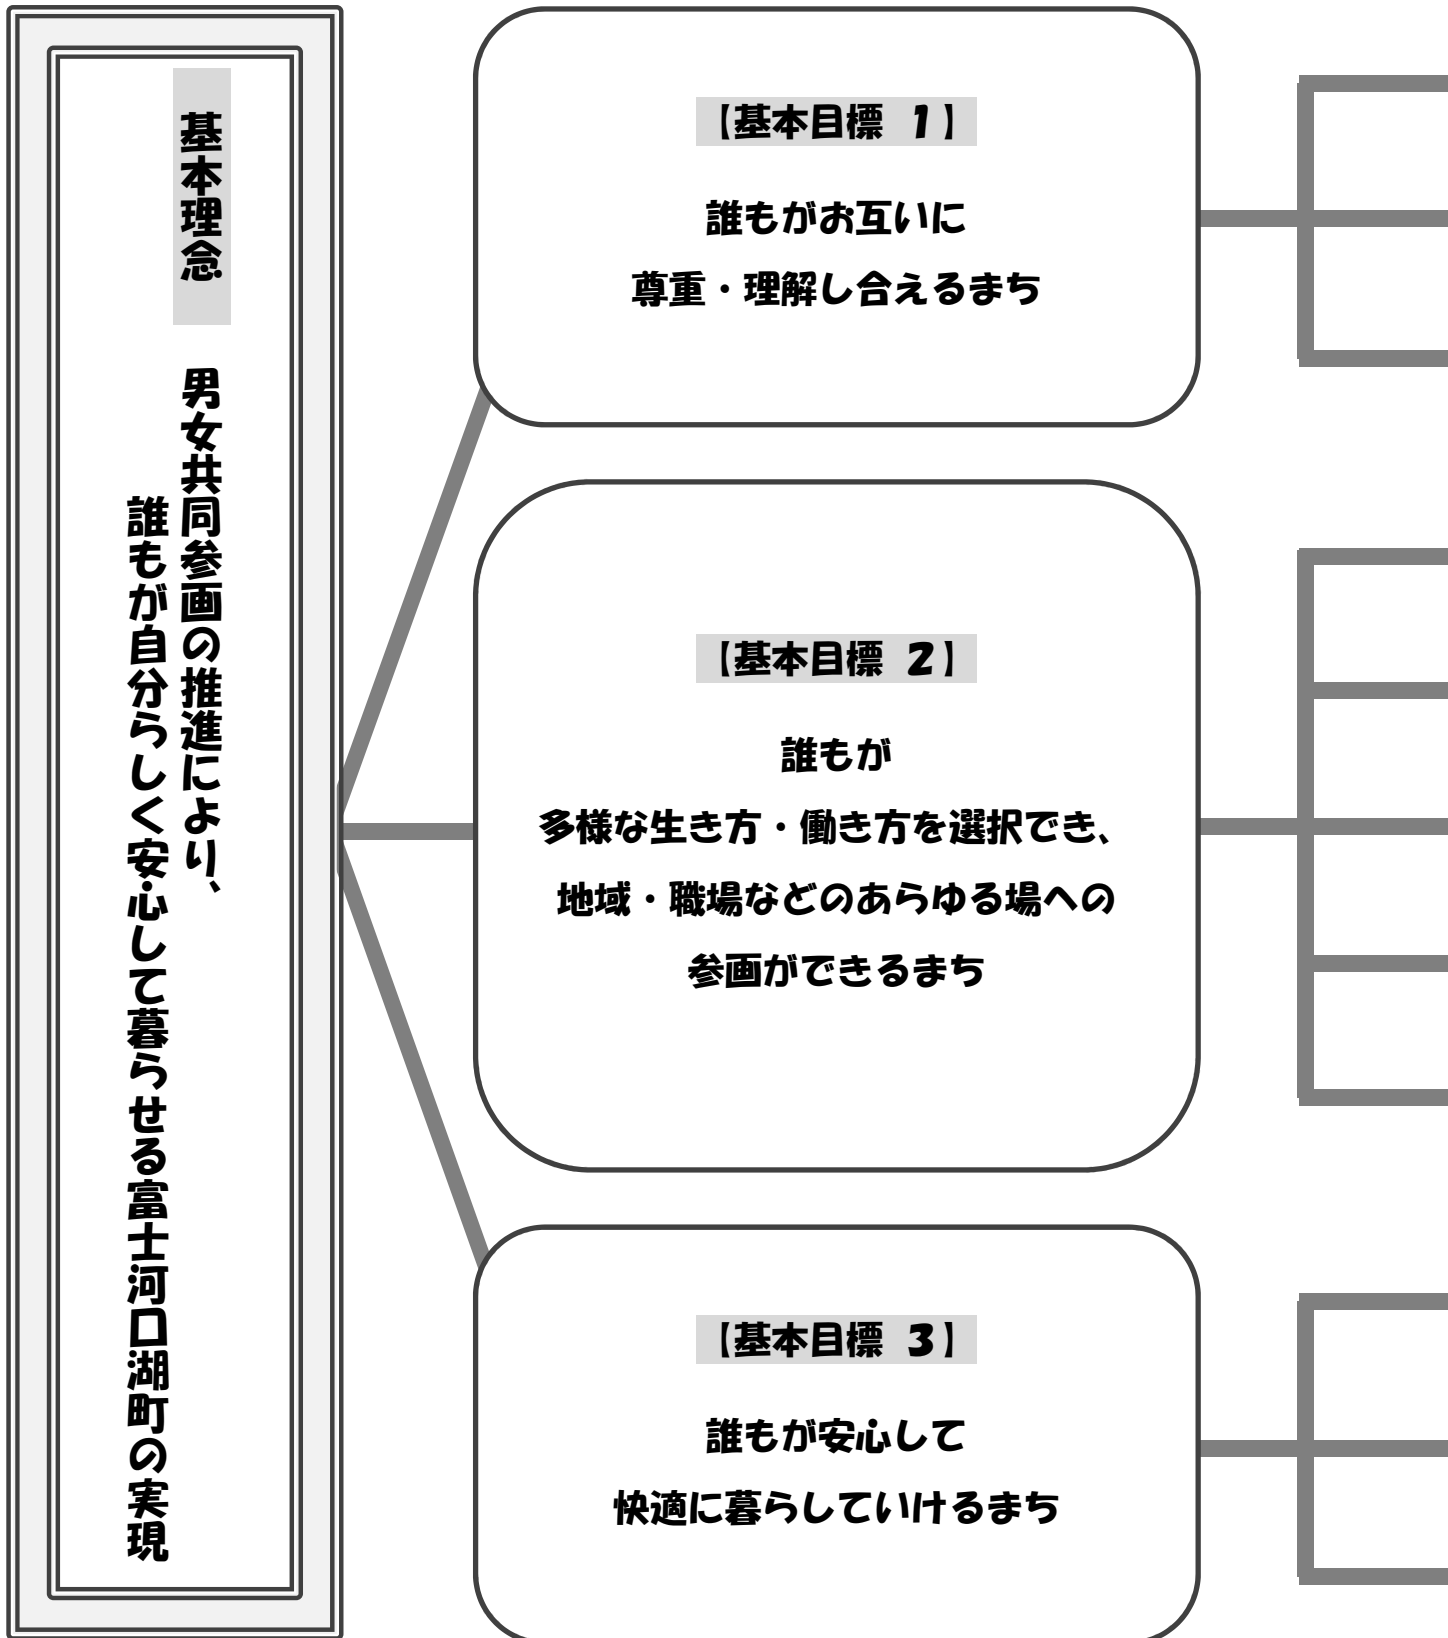 基本理念　男女共同参画の推進により、
誰もが自分らしく安心して暮らせる富士河口湖町の実現
【基本目標 1】
誰もがお互いに
尊重・理解し合えるまち
【基本目標 2】
誰もが
多様な生き方・働き方を選択でき、
地域・職場などのあらゆる場への
参画ができるまち
【基本目標 3】
誰もが安心して
快適に暮らしていけるまち